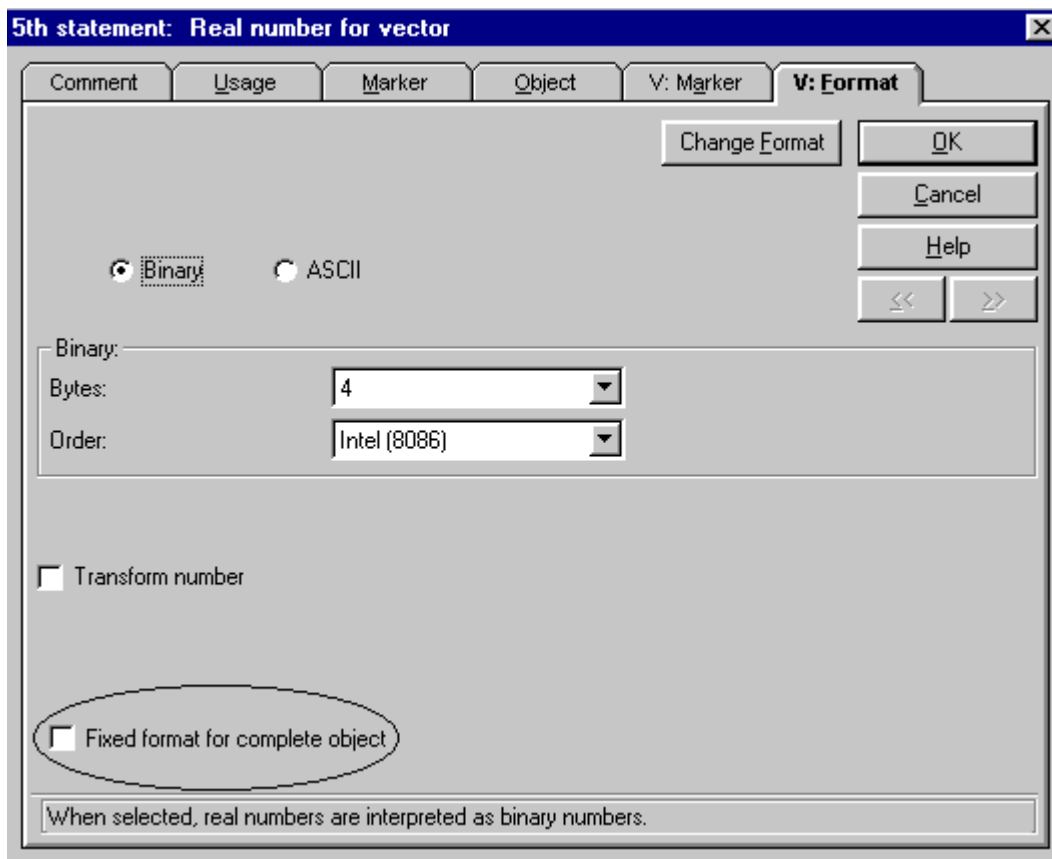 5th statement: Real number for vector
Comment Usage Marker Object V: Marker V: Format
Change Format OK
Cancel
Help
Binary ASCII
<< >>
Binary:
Bytes: 4
Order: Intel (8086)
Transform number
Fixed format for complete object
When selected, real numbers are interpreted as binary numbers.